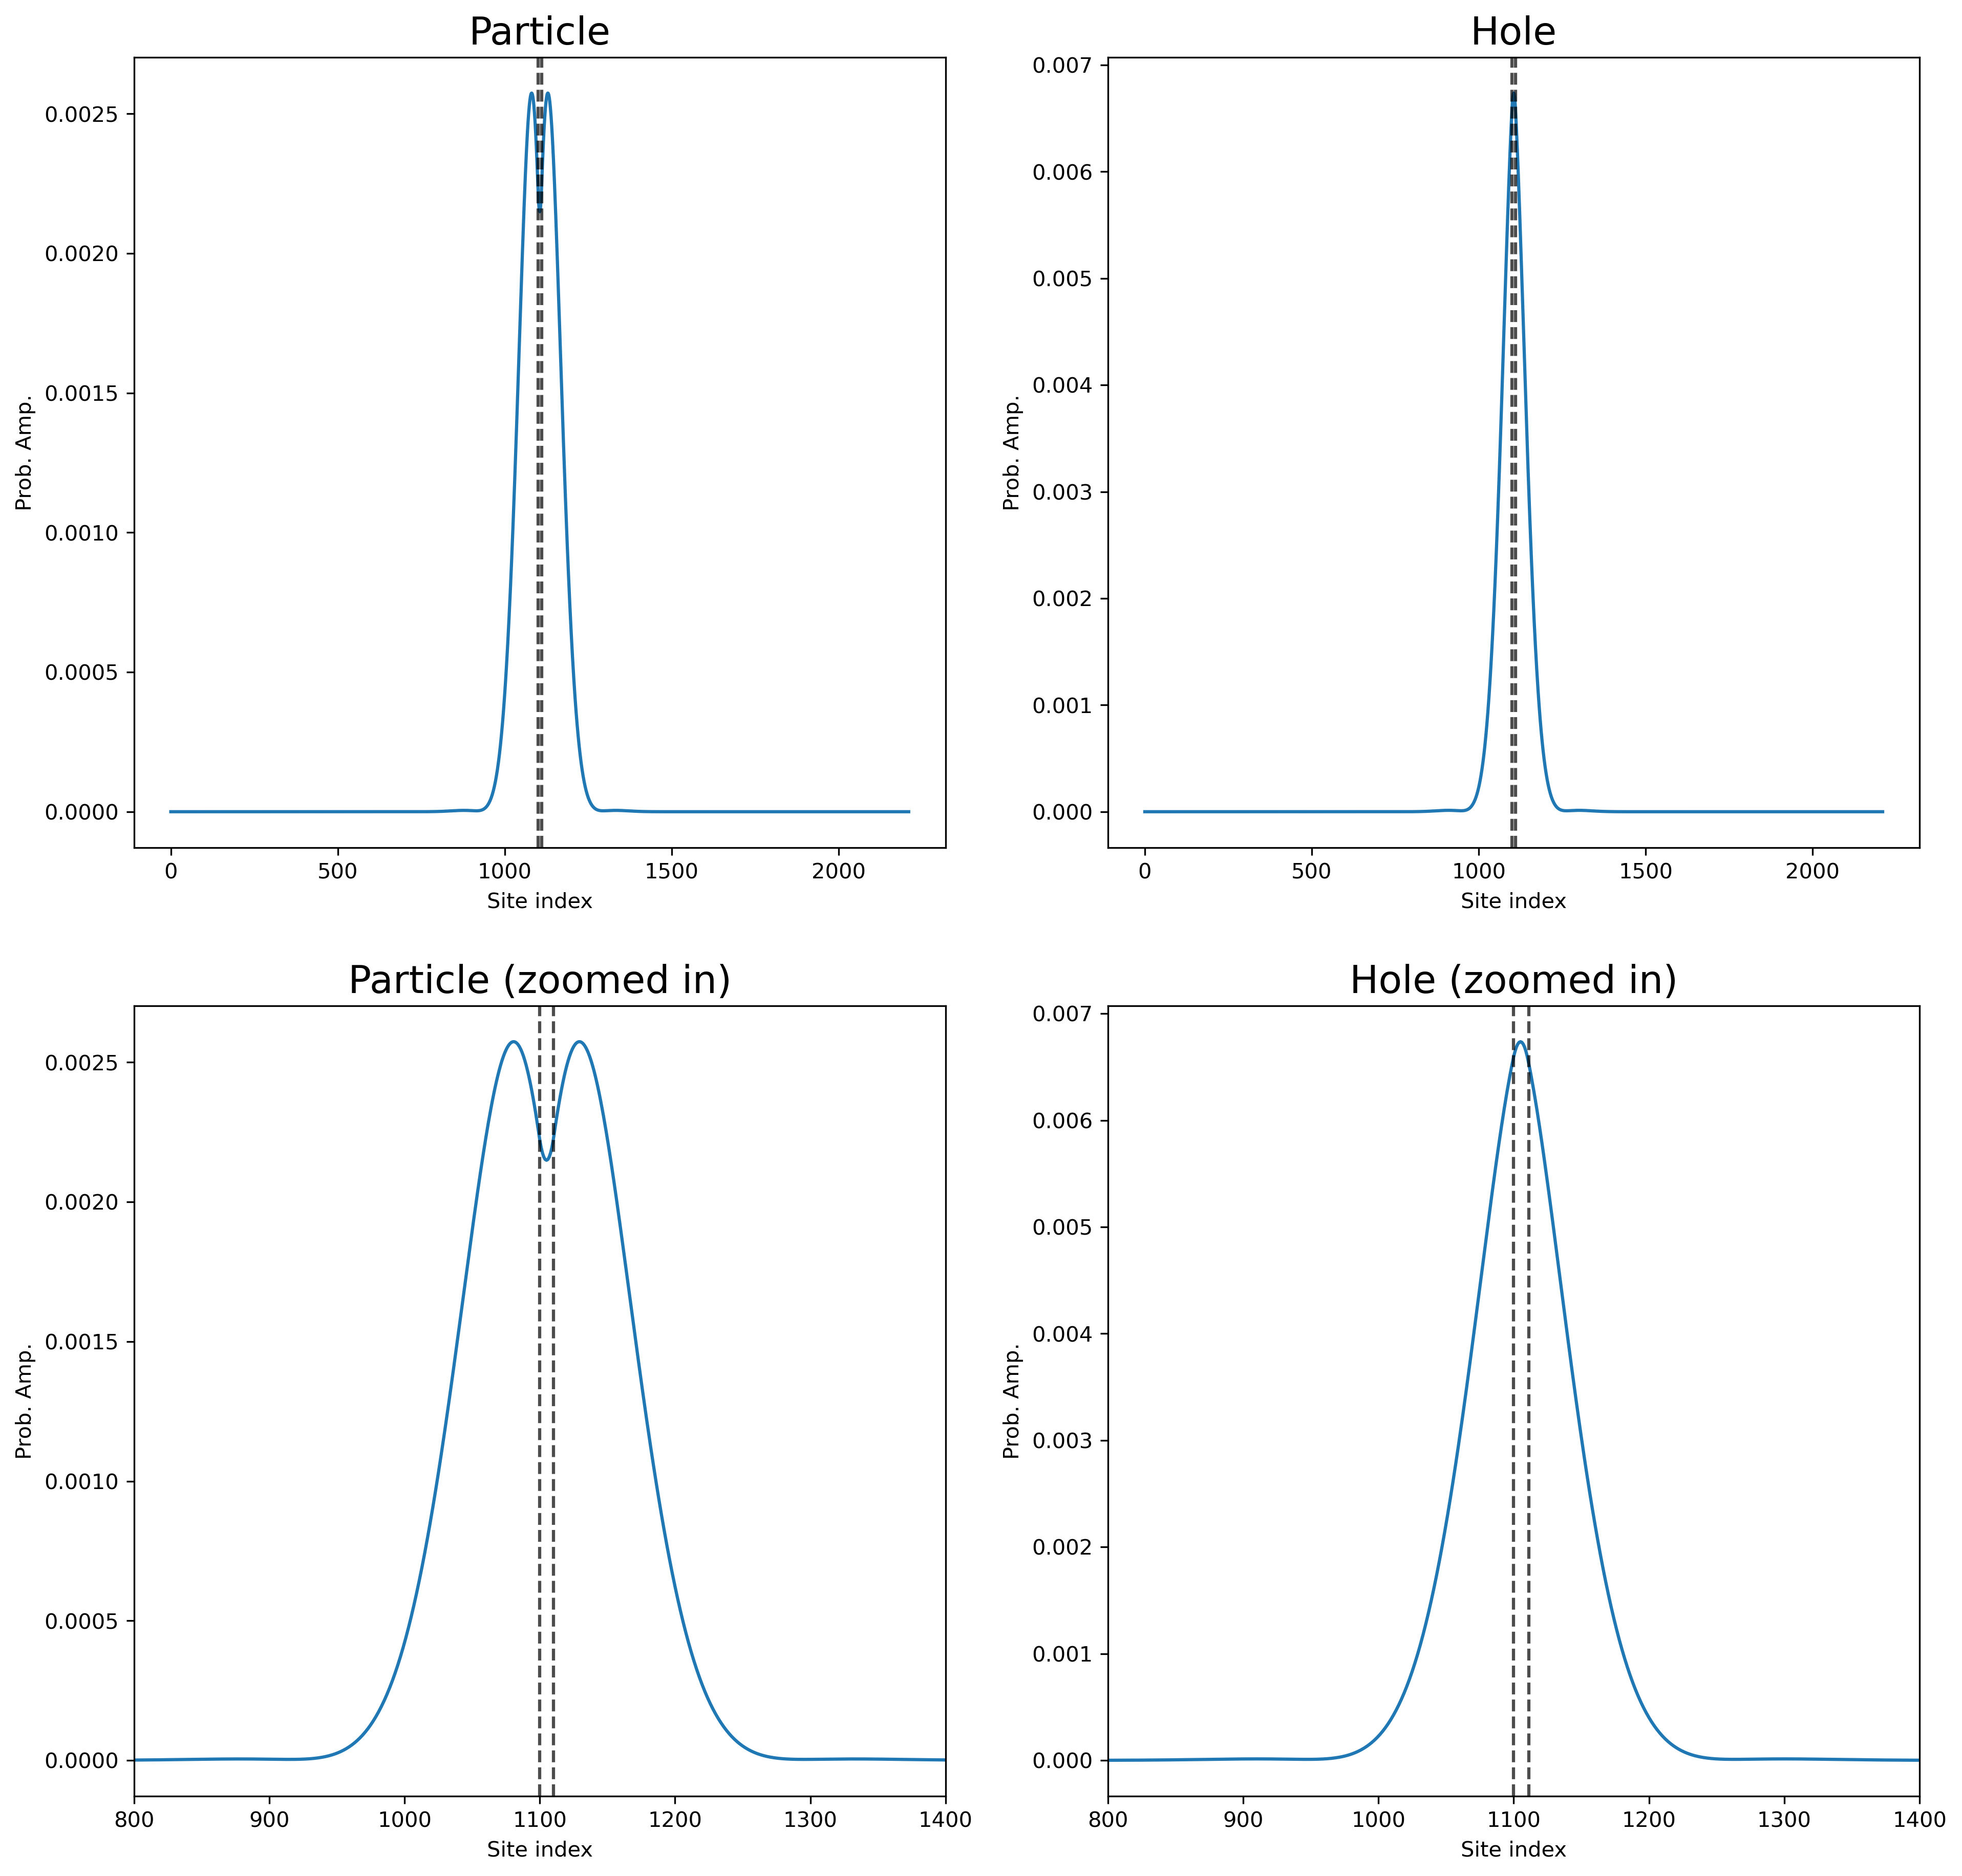 Particle
Prob. Amp.
0.0025
0.0020
0.0015
0.0010
0.0005
0.0000
0 500 1000 1500 2000
Site index
Hole
Prob. Amp.
0.007
0.006
0.005
0.004
0.003
0.002
0.001
0.000
0 500 1000 1500 2000
Site index
Particle (zoomed in)
Prob. Amp.
0.0025
0.0020
0.0015
0.0010
0.0005
0.0000
800 900 1000 1100 1200 1300 1400
Site index
Hole (zoomed in)
Prob. Amp.
0.007
0.006
0.005
0.004
0.003
0.002
0.001
0.000
800 900 1000 1100 1200 1300 1400
Site index